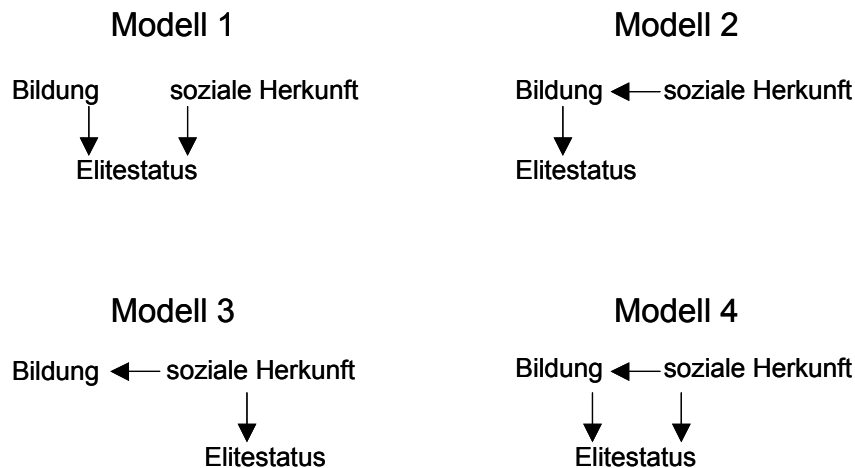 Modell 1
Modell 2
Bildung soziale Herkunft
Elitestatus
Bildung soziale Herkunft
Elitestatus
Modell 3
Modell 4
Bildung soziale Herkunft
Elitestatus
Bildung soziale Herkunft
Elitestatus